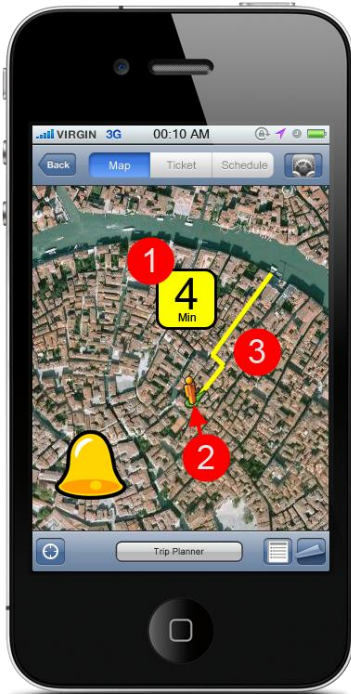 VIRGIN 3G 00:10 AM
Back Map Ticket Schedule
1
4
Min
3
2
Trip Planner